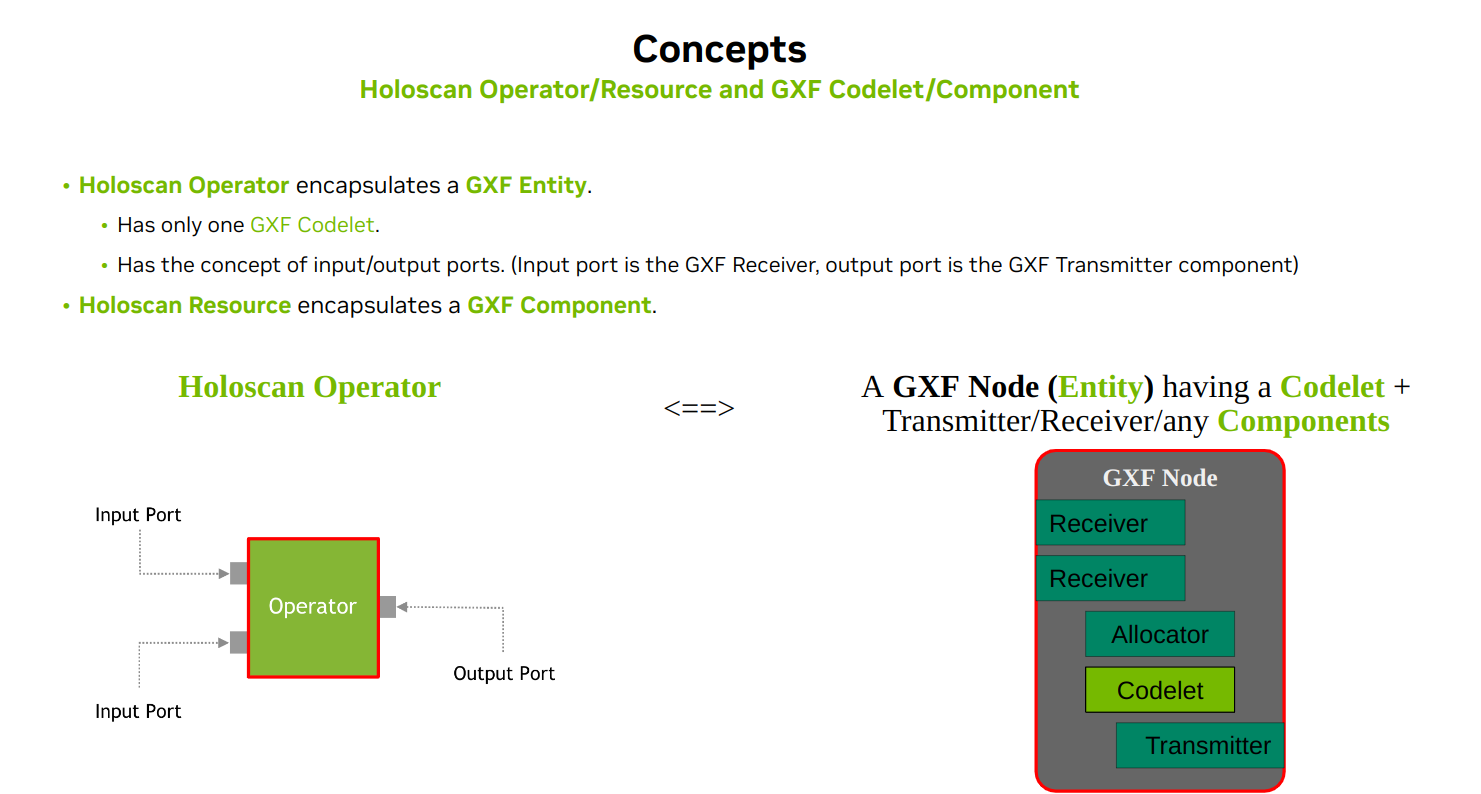 Concepts
Holoscan Operator/Resource and GXF Codelet/Component
• Holoscan Operator encapsulates a GXF Entity.
• Has only one GXF Codelet.
• Has the concept of input/output ports. (Input port is the GXF Receiver, output port is the GXF Transmitter component)
• Holoscan Resource encapsulates a GXF Component.
Holoscan Operator
<==>
A GXF Node (Entity) having a Codelet +
Transmitter/Receiver/any Components
Input Port
Operator
Output Port
Input Port
GXF Node
Receiver
Receiver
Allocator
Codelet
Transmitter